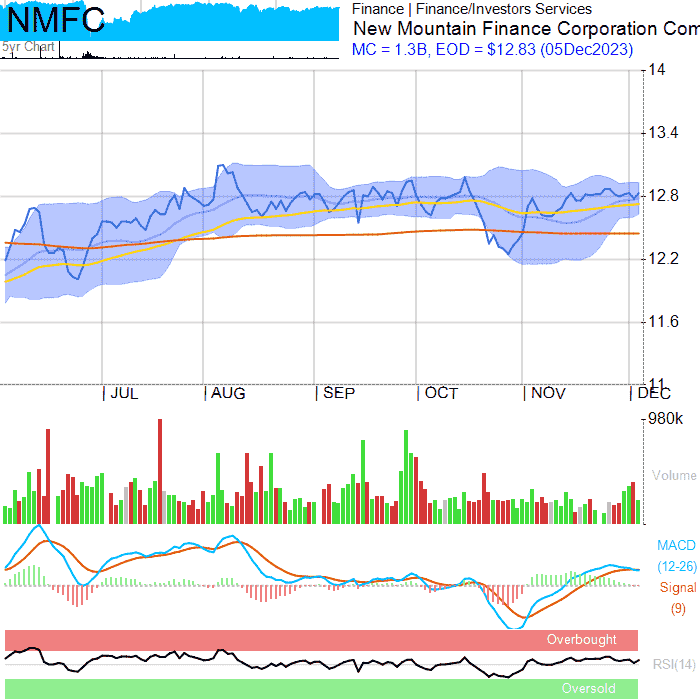 NMFC
5yr Chart
Finance | Finance/Investors Services
New Mountain Finance Corporation Com
MC = 1.3B, EOD = $12.83 (05Dec2023)
14
13.4
12.8
12.2
11.6
11
JUL
AUG
SEP
OCT
NOV
DEC
980k
Volume
MACD
(12-26)
Signal
(9)
Overbought
RSI(14)
Oversold